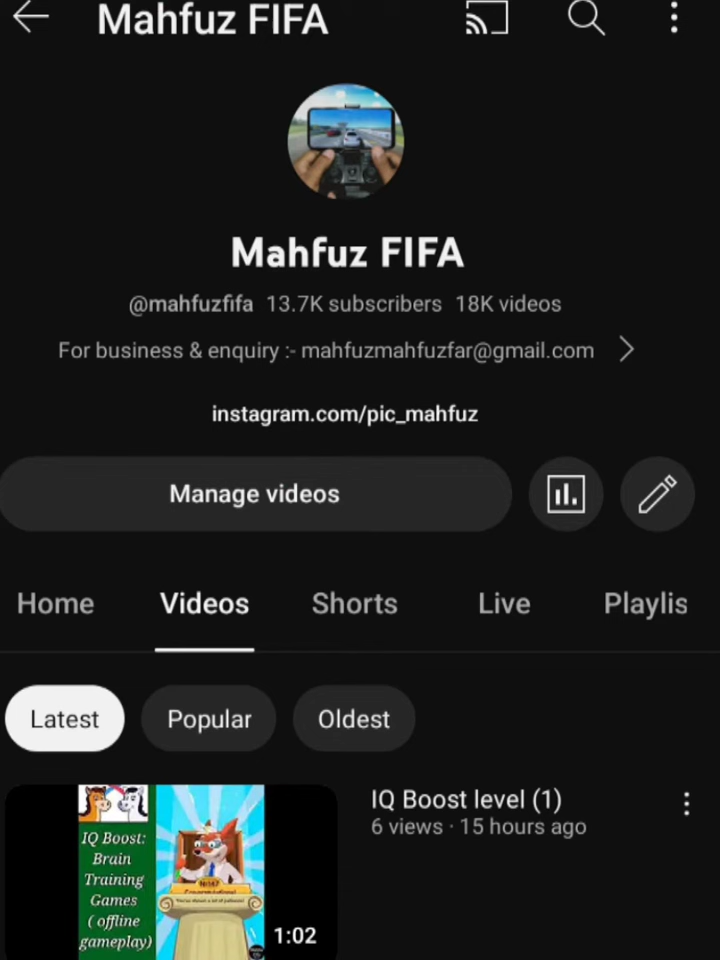 Mahfuz FIFA
Mahfuz FIFA
@mahfuzfifa 13.7K subscribers 18K videos
For business & enquiry :- mahfuzmahfuzfar@gmail.com
instagram.com/pic_mahfuz
Manage videos
Home Videos Shorts Live Playlis
Latest Popular Oldest
IQ Boost:
Brain
Training
Games
( offline
gameplay)
1:02
IQ Boost level (1)
6 views · 15 hours ago